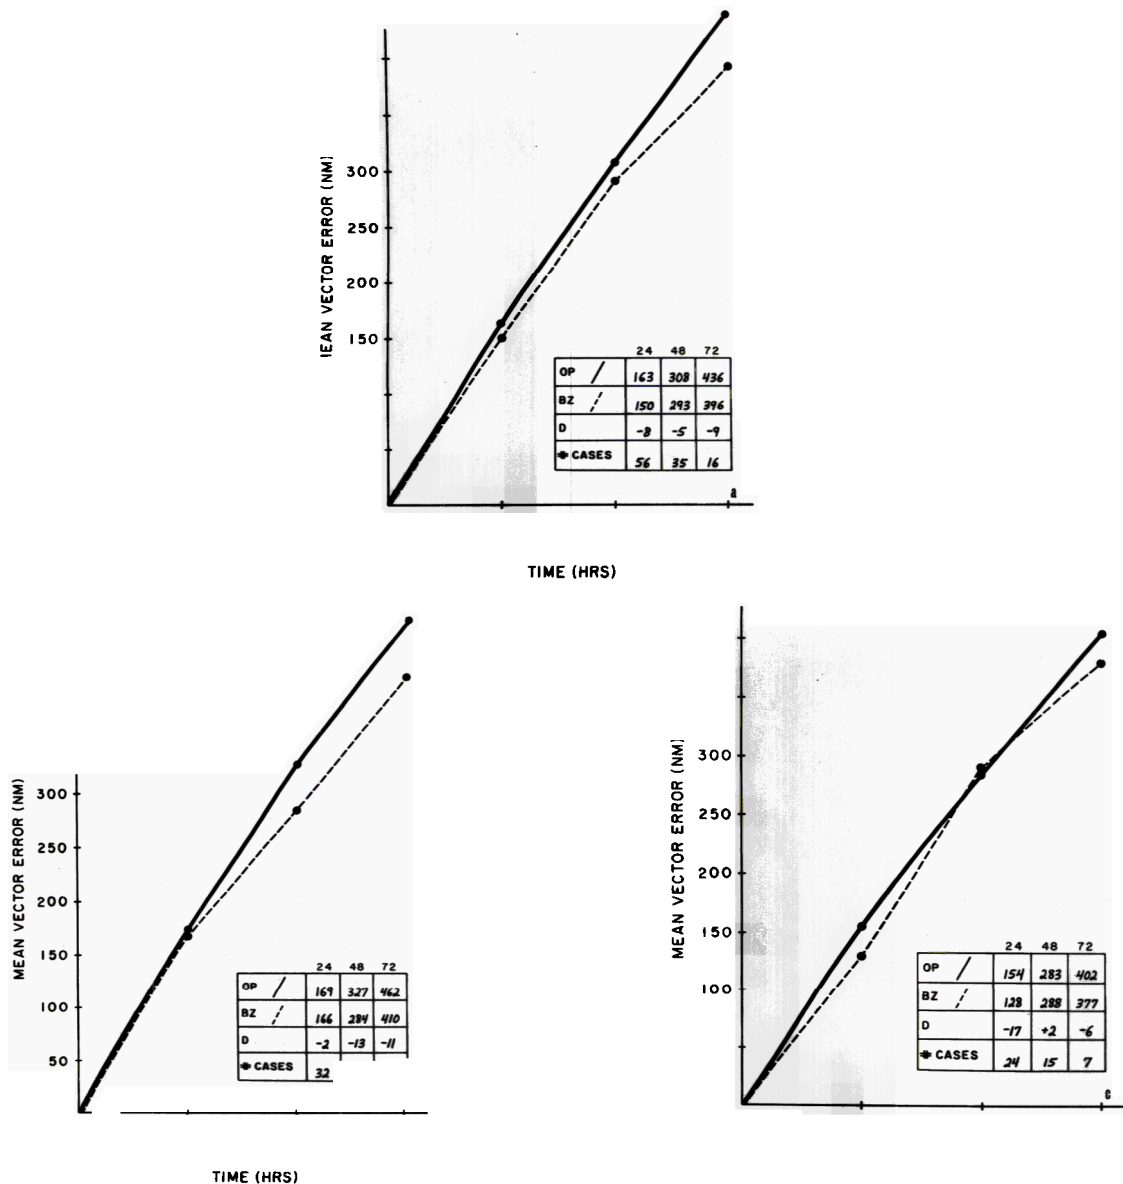 IEAN VECTOR ERROR (NM)
300
250
200
150
24 48 72
OP 163 308 436
BZ 150 293 396
D -8 -5 -9
# CASES 56 35 16
a
TIME (HRS)
MEAN VECTOR ERROR (NM)
300
250
200
150
100
50
24 48 72
OP 169 327 462
BZ 166 284 410
D -2 -13 -11
# CASES 32
TIME (HRS)
MEAN VECTOR ERROR (NM)
300
250
200
150
100
24 48 72
OP 154 283 402
BZ 128 288 377
D -17 +2 -6
# CASES 24 15 7
c